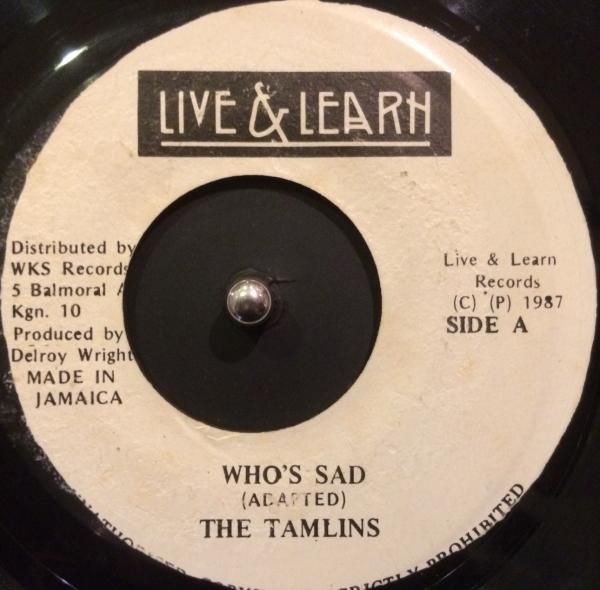 LIVE & LEARN
Distributed by
WKS Records
5 Balmoral
Kgn. 10
Produced by
Delroy Wright
MADE IN
JAMAICA
Live & Learn
Records
(C) (P) 1987
SIDE A
WHO'S SAD
(ADAPTED)
THE TAMLINS
PROHIBITED